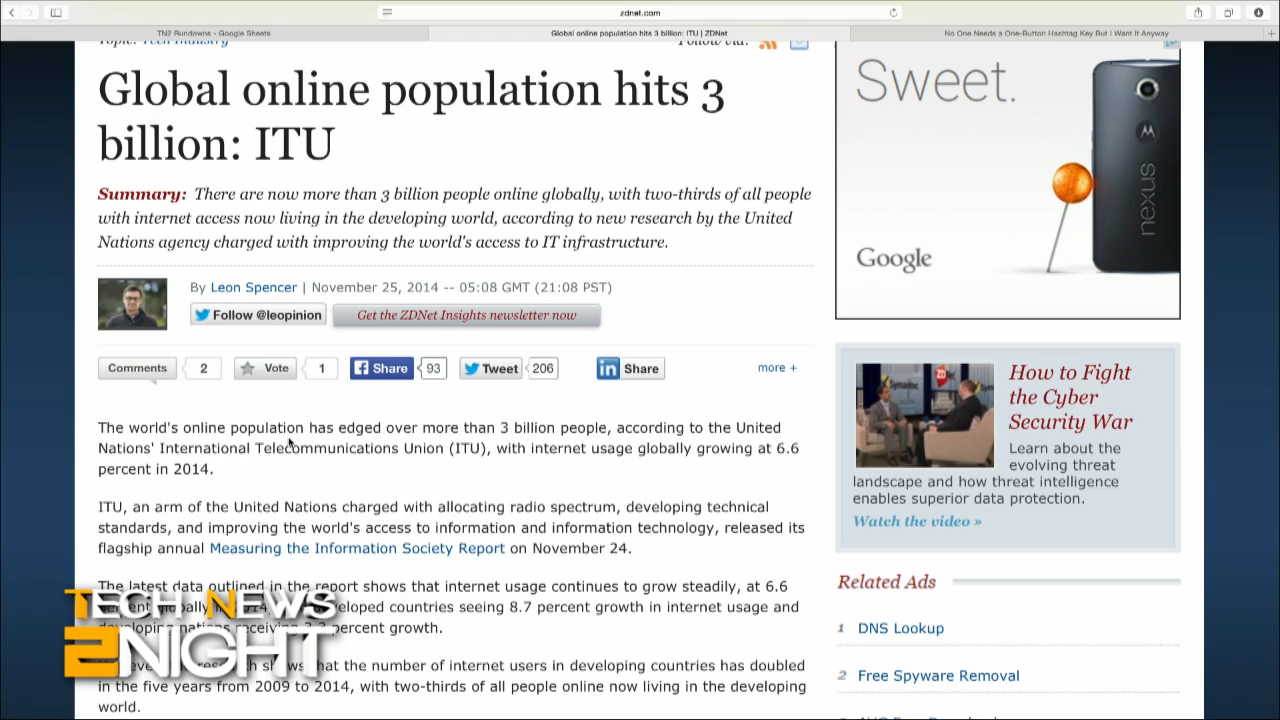 zdnet.com
TN2 Rundowns - Google Sheets
Global online population hits 3 billion: ITU | ZDNet
No One Needs a One-Button Hashtag Key But I Want It Anyway
Topic: Tech Industry
Follow via:
Global online population hits 3
billion: ITU
Summary: There are now more than 3 billion people online globally, with two-thirds of all people
with internet access now living in the developing world, according to new research by the United
Nations agency charged with improving the world's access to IT infrastructure.
By Leon Spencer | November 25, 2014 -- 05:08 GMT (21:08 PST)
Follow @leopinion
Get the ZDNet Insights newsletter now
Comments 2 Vote 1 Share 93 Tweet 206 Share more +
The world's online population has edged over more than 3 billion people, according to the United
Nations' International Telecommunications Union (ITU), with internet usage globally growing at 6.6
percent in 2014.
ITU, an arm of the United Nations charged with allocating radio spectrum, developing technical
standards, and improving the world's access to information and information technology, released its
flagship annual Measuring the Information Society Report on November 24.
The latest data outlined in the report shows that internet usage continues to grow steadily, at 6.6
percent globally developed countries seeing 8.7 percent growth in internet usage and
developing nations receiving percent growth.
that the number of internet users in developing countries has doubled
in the five years from 2009 to 2014, with two-thirds of all people online now living in the developing
world.
TECH NEWS
2NIGHT
Sweet.
nexus
Google
How to Fight
the Cyber
Security War
Learn about the
evolving threat
landscape and how threat intelligence
enables superior data protection.
Watch the video »
Related Ads
1 DNS Lookup
2 Free Spyware Removal